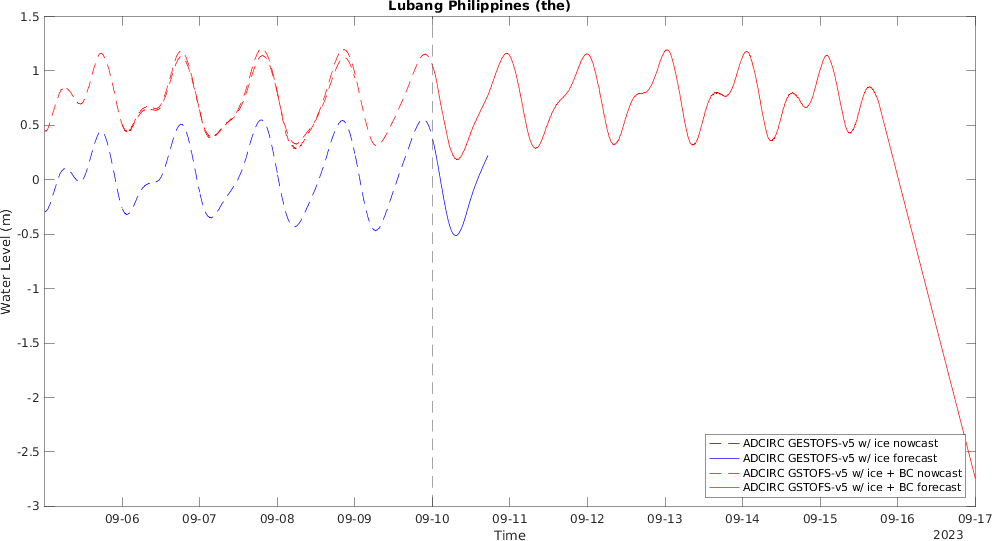 Lubang Philippines (the)
1.5
1
0.5
0
-0.5
-1
-1.5
-2
-2.5
-3
Water Level (m)
09-06 09-07 09-08 09-09 09-10 09-11 09-12 09-13 09-14 09-15 09-16 09-17
Time
2023
ADCIRC GESTOFS-v5 w/ ice nowcast
ADCIRC GESTOFS-v5 w/ ice forecast
ADCIRC GSTOFS-v5 w/ ice + BC nowcast
ADCIRC GSTOFS-v5 w/ ice + BC forecast